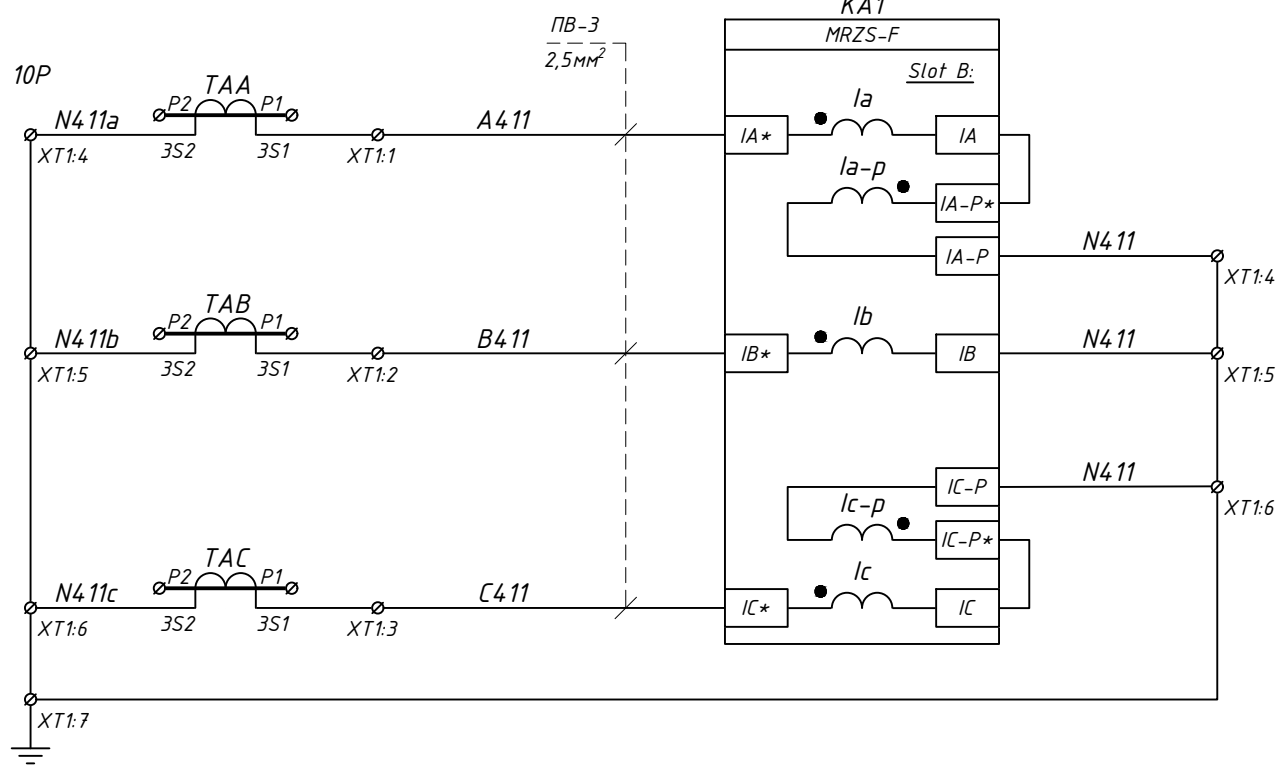 KA1
MRZS-F
Slot B:
ПВ-3
2,5мм²
10Р
TAA
P2
P1
N411a
A411
XT1:4
3S2
3S1
XT1:1
IA*
Ia
IA
Ia-p
IA-P*
IA-P
N411
XT1:4
TAB
P2
P1
N411b
B411
XT1:5
3S2
3S1
XT1:2
IB*
Ib
IB
N411
XT1:5
IC-P
N411
XT1:6
Ic-p
IC-P*
TAC
P2
P1
N411c
C411
XT1:6
3S2
3S1
XT1:3
IC*
Ic
IC
XT1:7